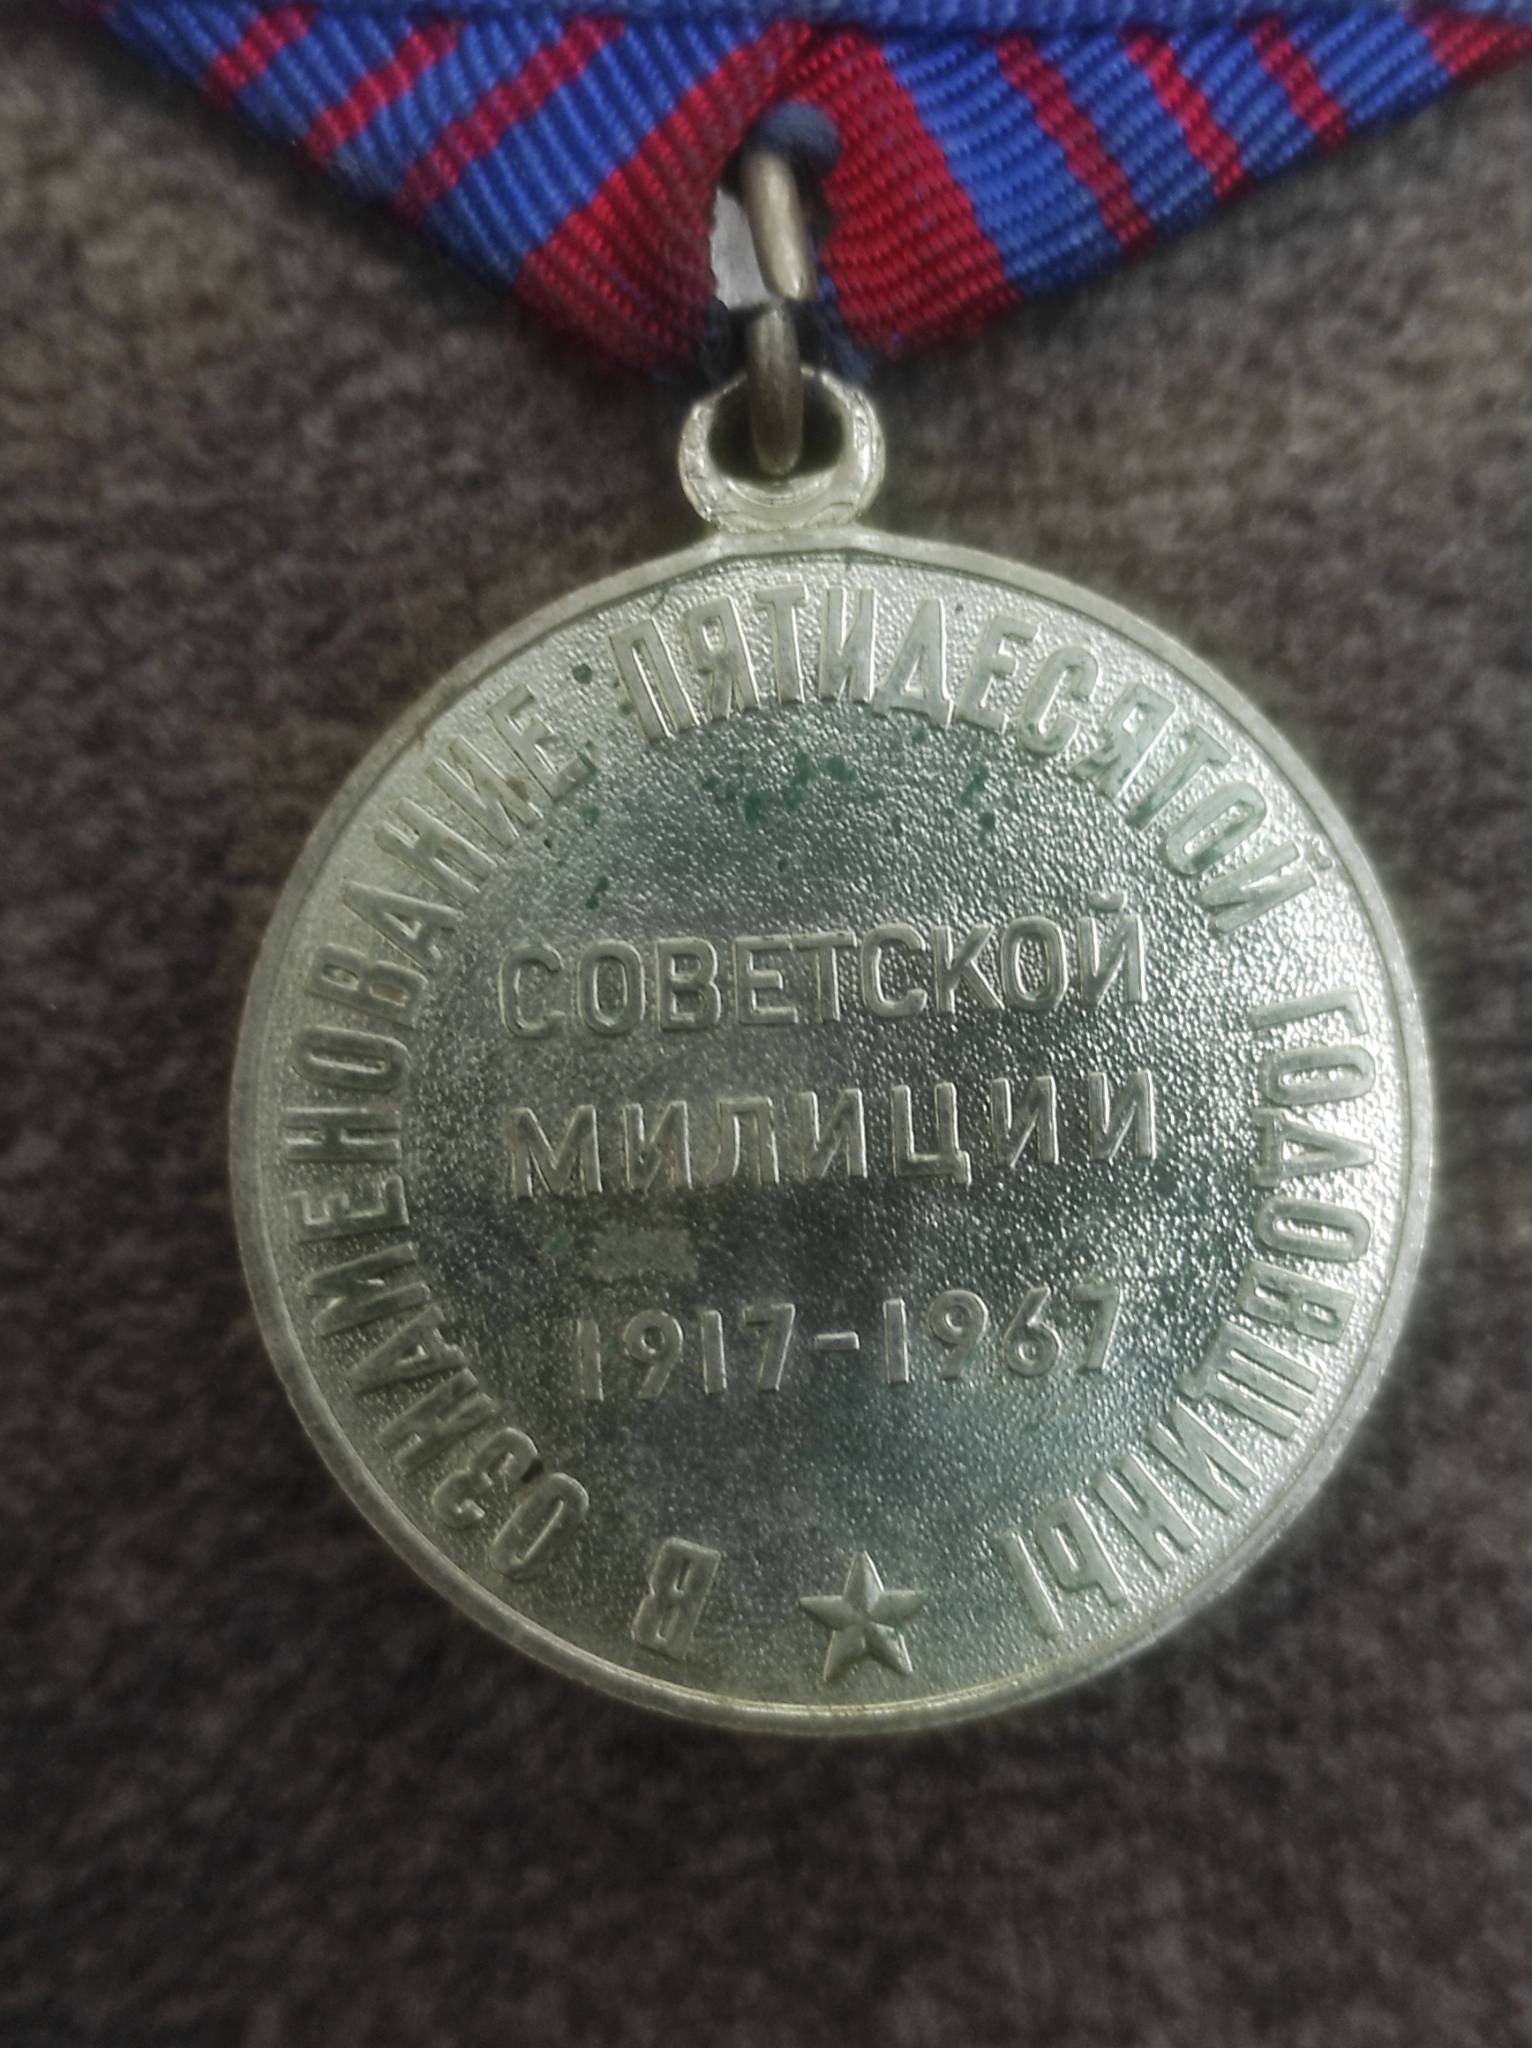 В ОЗНАМЕНОВАНИЕ ПЯТИДЕСЯТОЙ ГОДОВЩИНЫ
СОВЕТСКОЙ
МИЛИЦИИ
1917-1967